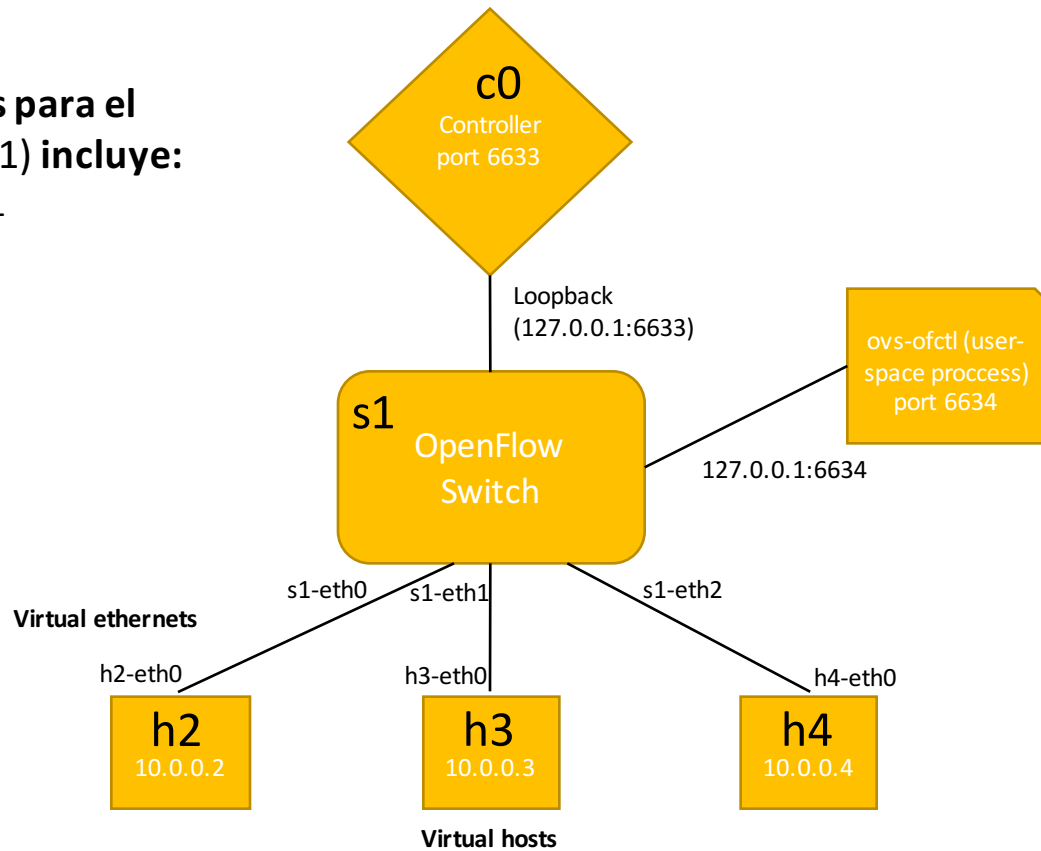 s para el
1) incluye:
c0
Controller
port 6633
Loopback
(127.0.0.1:6633)
ovs-ofctl (user-
space proccess)
port 6634
s1
OpenFlow
Switch
127.0.0.1:6634
s1-eth0
s1-eth1
s1-eth2
Virtual ethernets
h2-eth0
h3-eth0
h4-eth0
h2
10.0.0.2
h3
10.0.0.3
h4
10.0.0.4
Virtual hosts